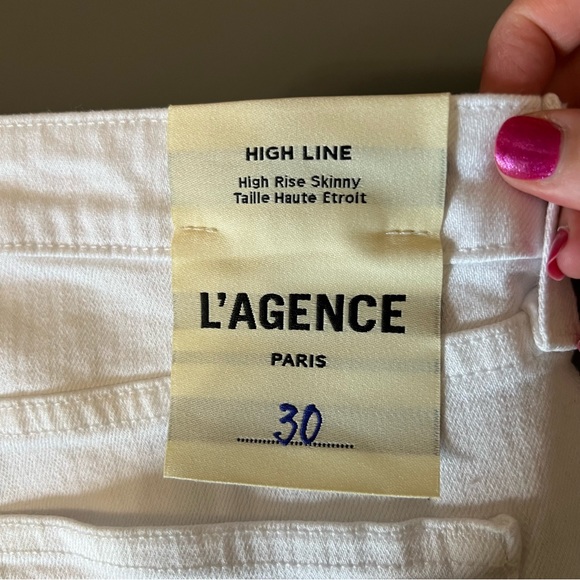 HIGH LINE
High Rise Skinny
Taille Haute Etroit
L'AGENCE
PARIS
30